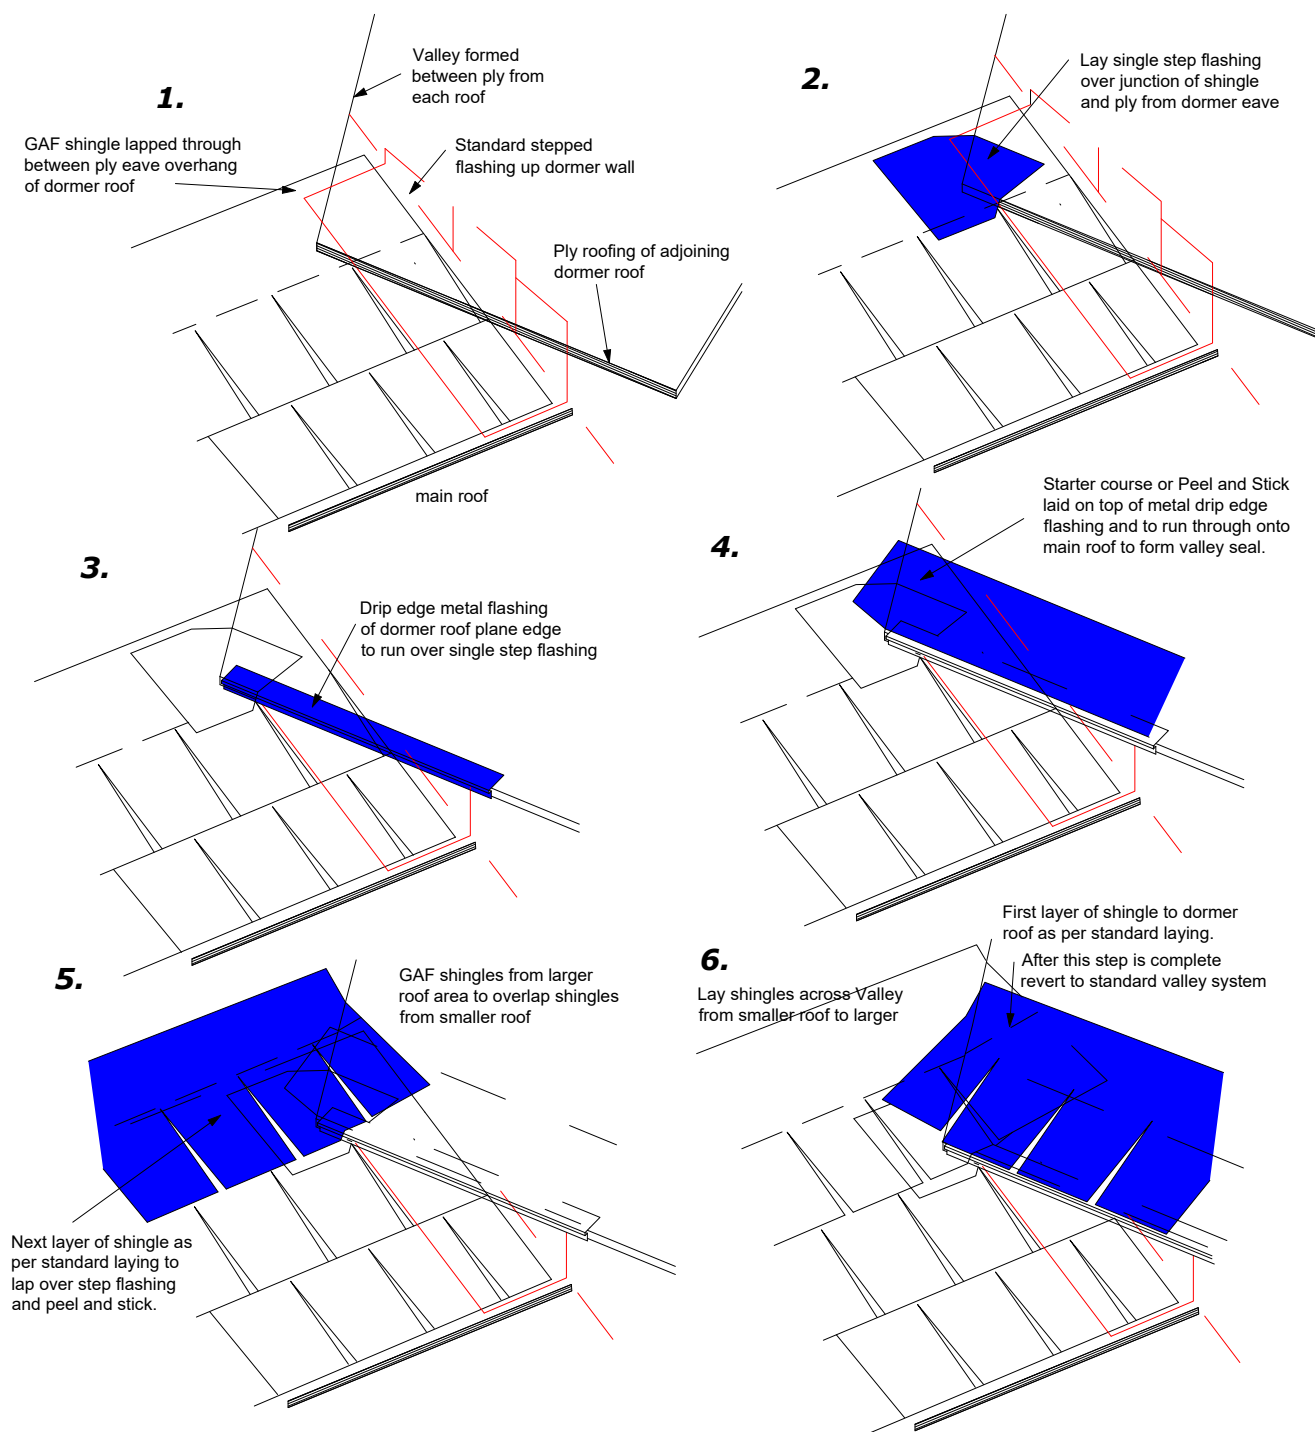 1.
Valley formed
between ply from
each roof
GAF shingle lapped through
between ply eave overhang
of dormer roof
Standard stepped
flashing up dormer wall
Ply roofing of adjoining
dormer roof
main roof
2.
Lay single step flashing
over junction of shingle
and ply from dormer eave
3.
Drip edge metal flashing
of dormer roof plane edge
to run over single step flashing
4.
Starter course or Peel and Stick
laid on top of metal drip edge
flashing and to run through onto
main roof to form valley seal.
5.
GAF shingles from larger
roof area to overlap shingles
from smaller roof
Next layer of shingle as
per standard laying to
lap over step flashing
and peel and stick.
6.
First layer of shingle to dormer
roof as per standard laying.
After this step is complete
revert to standard valley system
Lay shingles across Valley
from smaller roof to larger